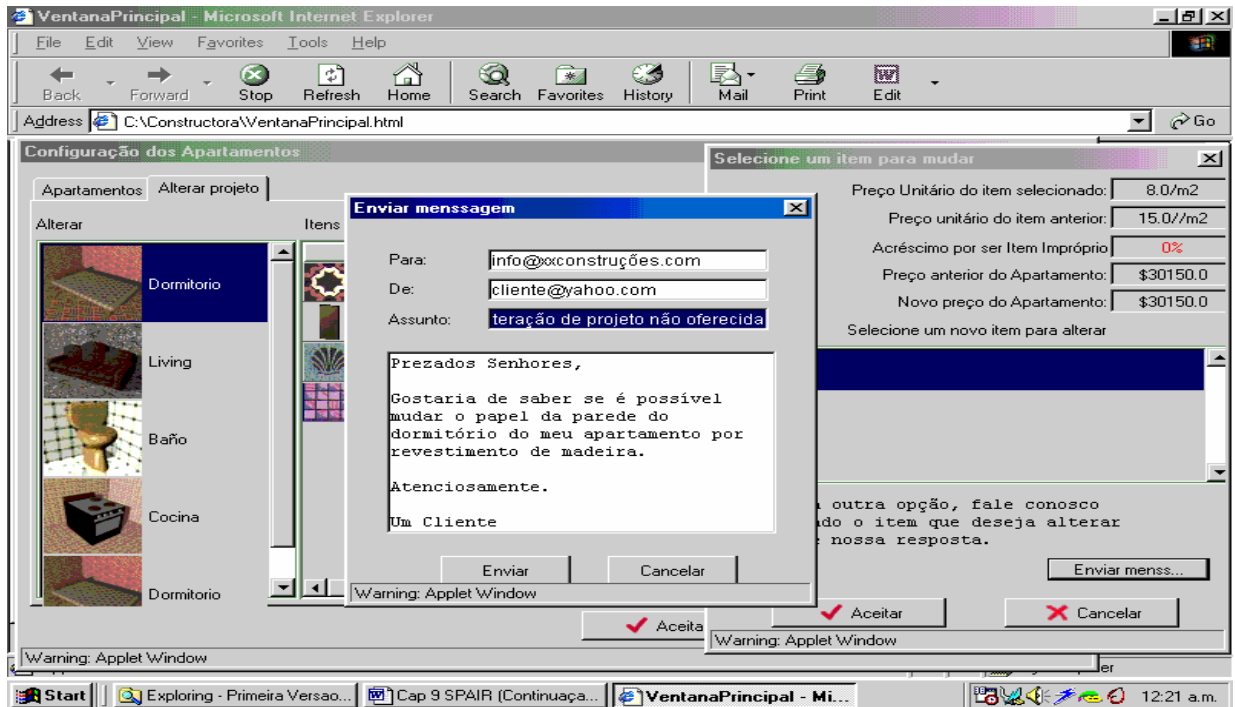 VentanaPrincipal - Microsoft Internet Explorer
File Edit View Favorites Tools Help
Back Forward Stop Refresh Home Search Favorites History Mail Print Edit
Address C:\Constructora\VentanaPrincipal.html Go
Configuração dos Apartamentos
Apartamentos Alterar projeto
Alterar Itens
Dormitorio
Living
Baño
Cocina
Dormitorio
Aceita
Warning: Applet Window
Enviar menssagem
Para: info@xxconstruções.com
De: cliente@yahoo.com
Assunto: teração de projeto não oferecida
Prezados Senhores,
Gostaria de saber se é possível
mudar o papel da parede do
dormitório do meu apartamento por
revestimento de madeira.
Atenciosamente.
Um Cliente
Enviar Cancelar
Warning: Applet Window
Selecione um item para mudar
Preço Unitário do item selecionado: 8.0/m2
Preço unitário do item anterior: 15.0//m2
Acréscimo por ser Item Impróprio 0%
Preço anterior do Apartamento: $30150.0
Novo preço do Apartamento: $30150.0
Selecione um novo item para alterar
outra opção, fale conosco
do o item que deseja alterar
nossa resposta.
Enviar menss...
Aceitar Cancelar
Warning: Applet Window
Start Exploring - Primeira Versao... Cap 9 SPAIR (Continuaça... VentanaPrincipal - Mi... 12:21 a.m.